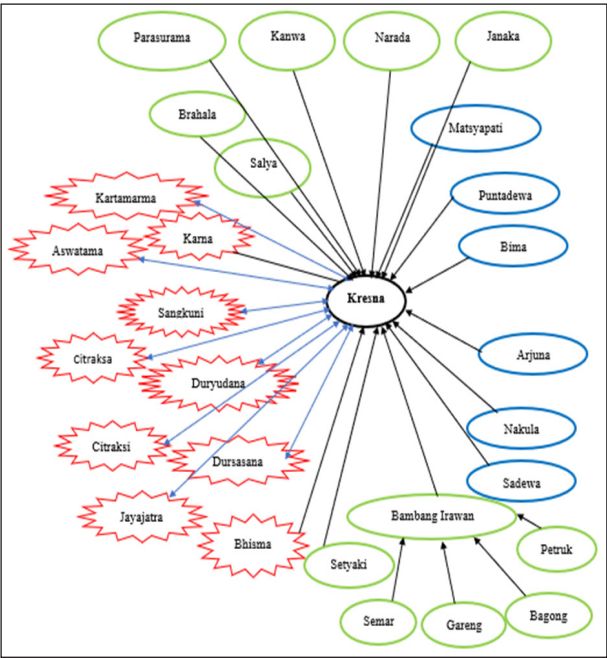 Parasurama
Kanwa
Narada
Janaka
Brahala
Matsyapati
Salya
Kartamarma
Puntadewa
Karna
Aswatama
Bima
Kresna
Sangkuni
Citraksa
Arjuna
Duryudana
Nakula
Citraksi
Dursasana
Sadewa
Jayajatra
Bambang Irawan
Bhisma
Petruk
Setyaki
Semar
Gareng
Bagong